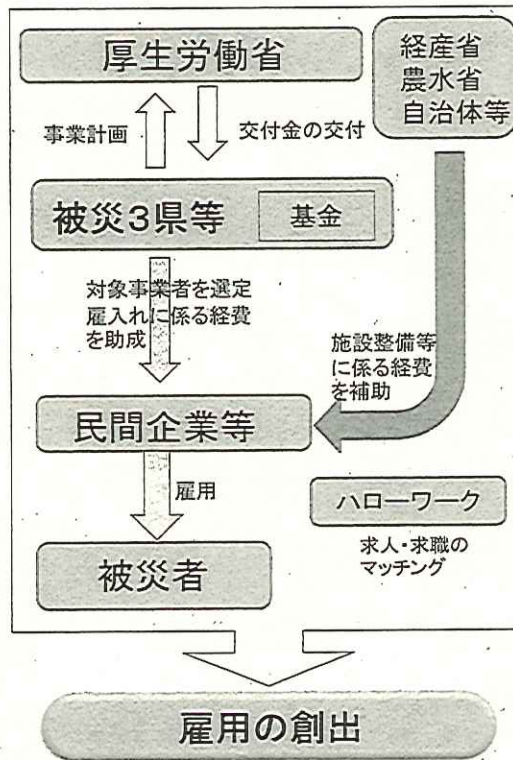 厚生労働省
経産省
農水省
自治体等
事業計画
交付金の交付
被災3県等
基金
対象事業者を選定
雇入れに係る経費
を助成
施設整備等
に係る経費
を補助
民間企業等
雇用
ハローワーク
求人・求職の
マッチング
被災者
雇用の創出